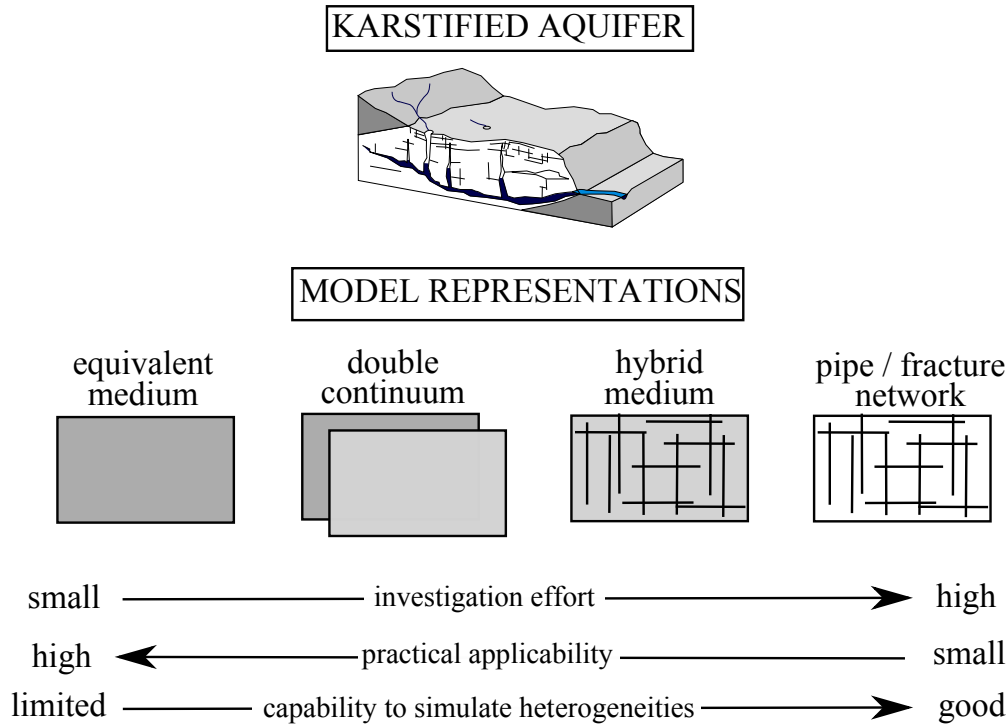 KARSTIFIED AQUIFER
MODEL REPRESENTATIONS
equivalent
medium
double
continuum
hybrid
medium
pipe / fracture
network
small investigation effort high
high practical applicability small
limited capability to simulate heterogeneities good